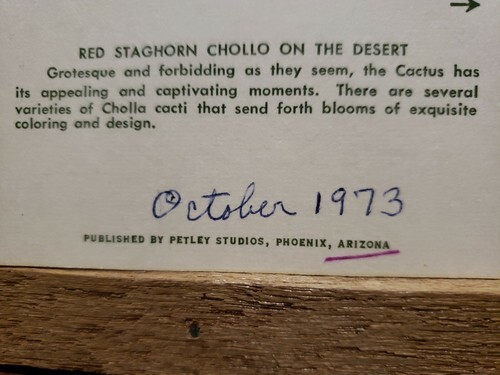 RED STAGHORN CHOLLO ON THE DESERT
Grotesque and forbidding as they seem, the Cactus has
its appealing and captivating moments. There are several
varieties of Cholla cacti that send forth blooms of exquisite
coloring and design.
October 1973
PUBLISHED BY PETLEY STUDIOS, PHOENIX, ARIZONA